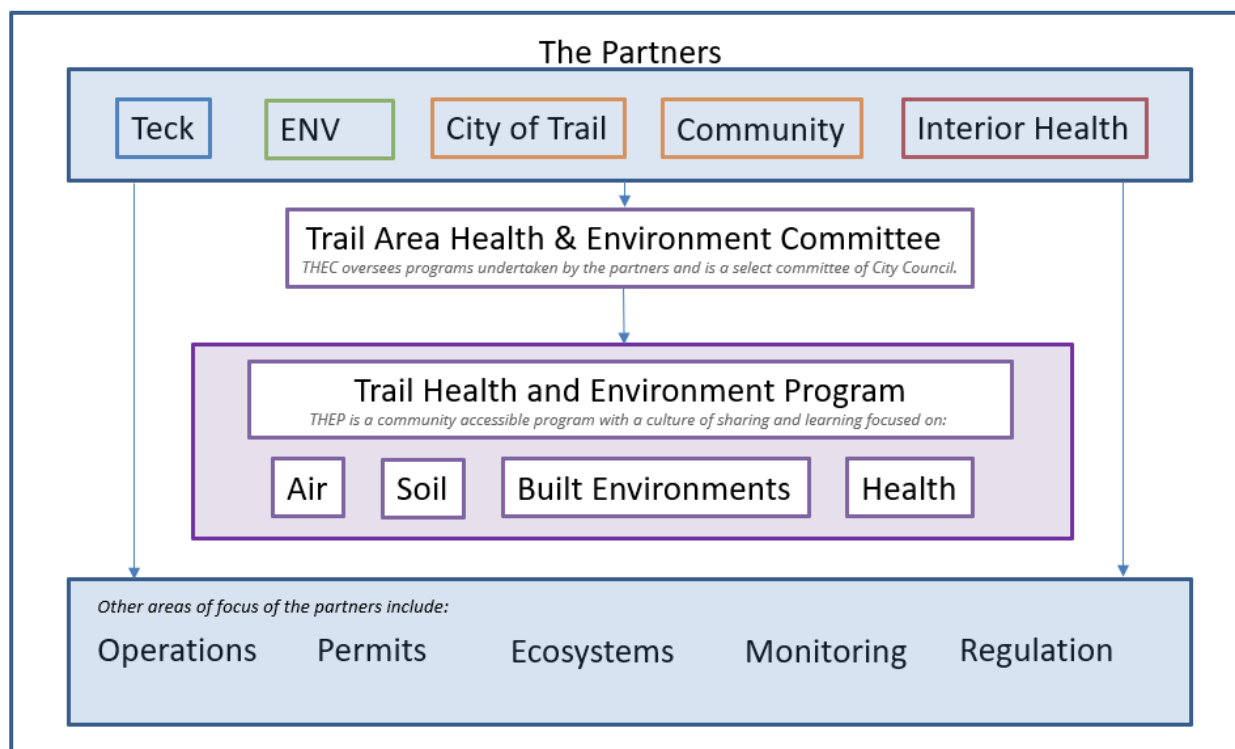 The Partners
Teck
ENV
City of Trail
Community
Interior Health
Trail Area Health & Environment Committee
THEC oversees programs undertaken by the partners and is a select committee of City Council.
Trail Health and Environment Program
THEP is a community accessible program with a culture of sharing and learning focused on:
Air
Soil
Built Environments
Health
Other areas of focus of the partners include:
Operations
Permits
Ecosystems
Monitoring
Regulation